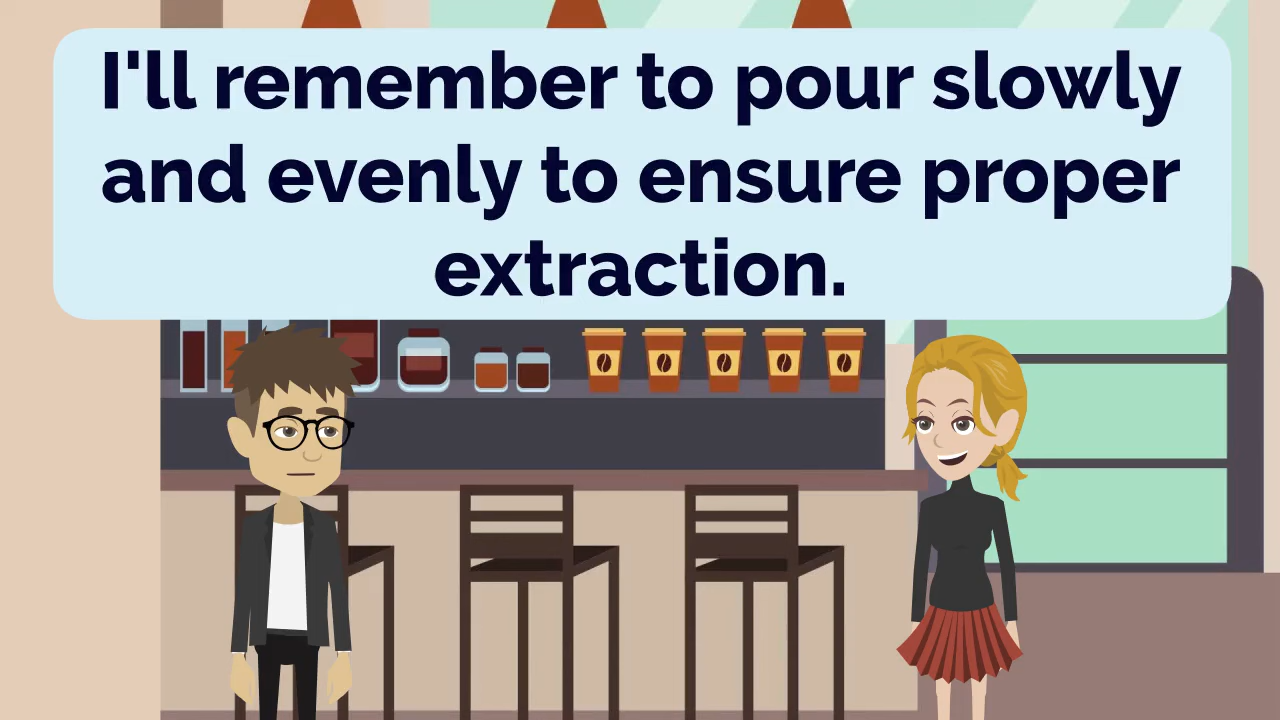 I'll remember to pour slowly
and evenly to ensure proper
extraction.